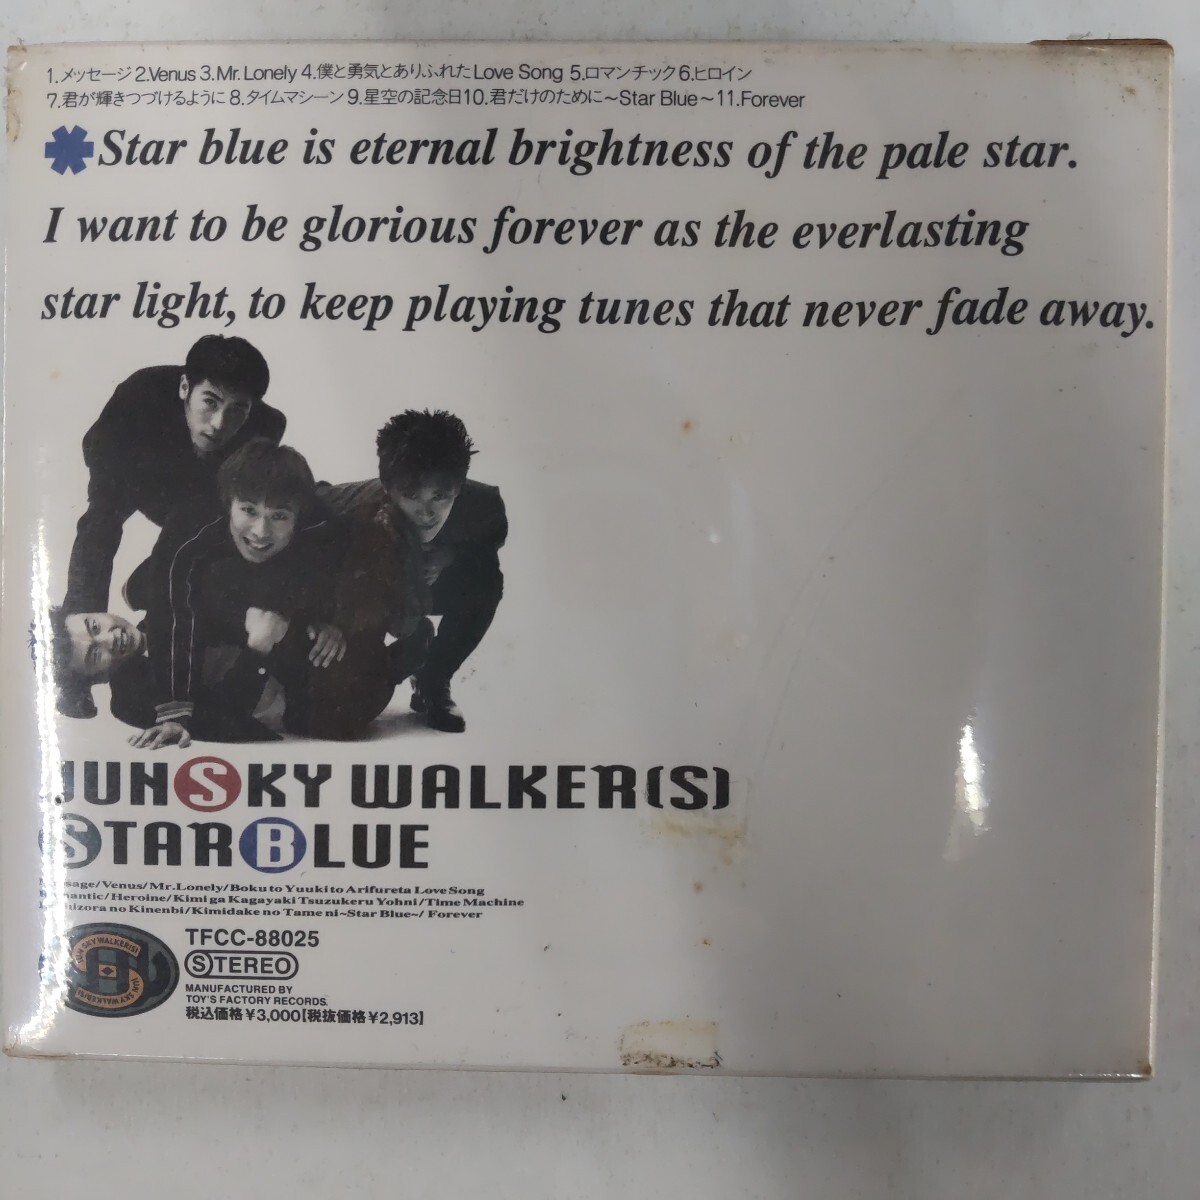 1.メッセージ 2.Venus 3.Mr. Lonely 4.僕と勇気とありふれたLove Song 5.ロマンチック 6.ヒロイン
7.君が輝きつづけるように 8.タイムマシーン 9.星空の記念日 10.君だけのために〜Star Blue〜 11.Forever
Star blue is eternal brightness of the pale star.
I want to be glorious forever as the everlasting
star light, to keep playing tunes that never fade away.
JUN SKY WALKER(S)
STAR BLUE
/Venus/Mr.Lonely/Boku to Yuuki to Arifureta Love Song
/Heroine/Kimi ga Kagayaki Tsuzukeru Yohni/Time Machine
no Kinenbi/Kimidake no Tame ni~Star Blue~/ Forever
JUN SKY WALKER(S)
JUN SKY WALKER(S)
TFCC-88025
STEREO
MANUFACTURED BY
TOY'S FACTORY RECORDS.
税込価格¥3,000[税抜価格¥2,913]